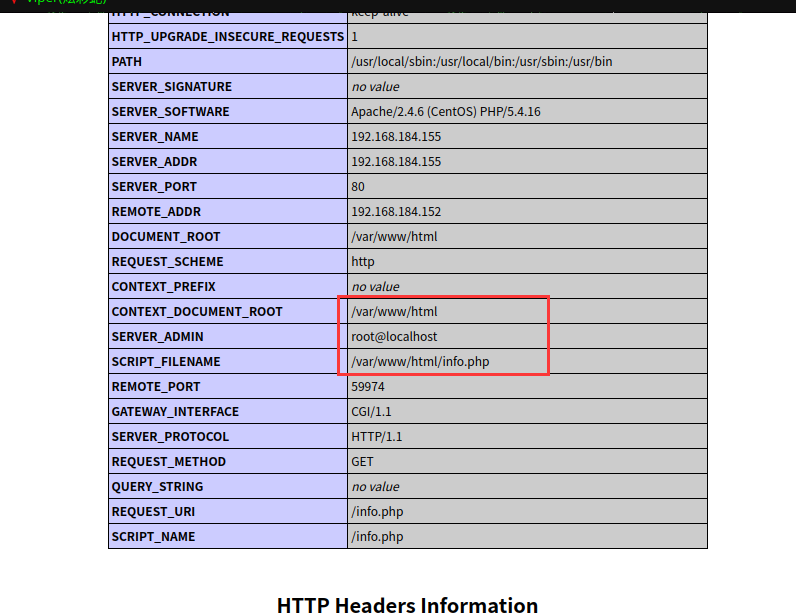 HTTP_CONNECTION keep-alive
HTTP_UPGRADE_INSECURE_REQUESTS 1
PATH /usr/local/sbin:/usr/local/bin:/usr/sbin:/usr/bin
SERVER_SIGNATURE no value
SERVER_SOFTWARE Apache/2.4.6 (CentOS) PHP/5.4.16
SERVER_NAME 192.168.184.155
SERVER_ADDR 192.168.184.155
SERVER_PORT 80
REMOTE_ADDR 192.168.184.152
DOCUMENT_ROOT /var/www/html
REQUEST_SCHEME http
CONTEXT_PREFIX no value
CONTEXT_DOCUMENT_ROOT /var/www/html
SERVER_ADMIN root@localhost
SCRIPT_FILENAME /var/www/html/info.php
REMOTE_PORT 59974
GATEWAY_INTERFACE CGI/1.1
SERVER_PROTOCOL HTTP/1.1
REQUEST_METHOD GET
QUERY_STRING no value
REQUEST_URI /info.php
SCRIPT_NAME /info.php
HTTP Headers Information